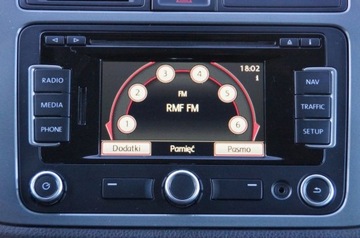 RADIO
MEDIA
PHONE
18:02
3 4
FM
2 5
RMF FM
1 6
Dodatki Pamięć Pasmo
NAV
TRAFFIC
SETUP